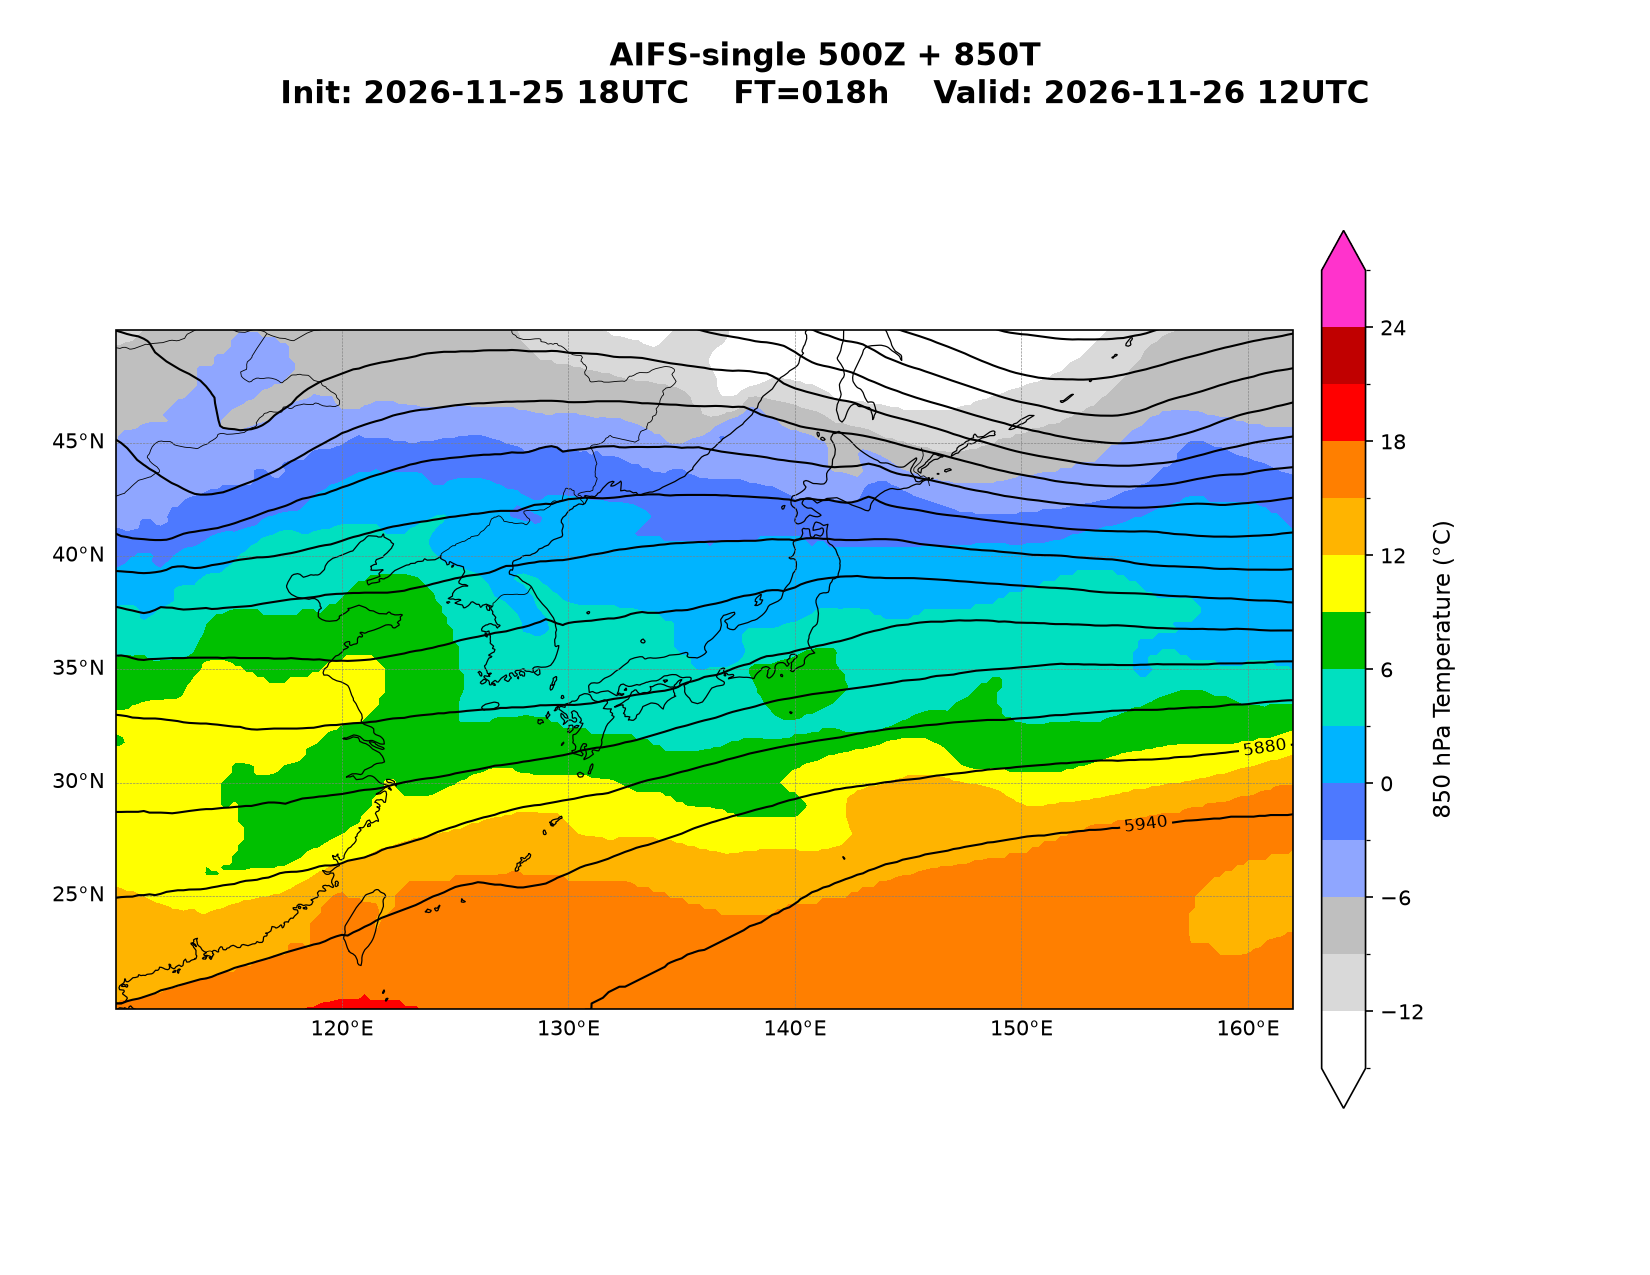 AIFS-single 500Z + 850T
Init: 2026-11-25 18UTC    FT=018h    Valid: 2026-11-26 12UTC
45°N
40°N
35°N
30°N
25°N
120°E
130°E
140°E
150°E
160°E
5880
5940
24
18
12
6
0
−6
−12
850 hPa Temperature (°C)